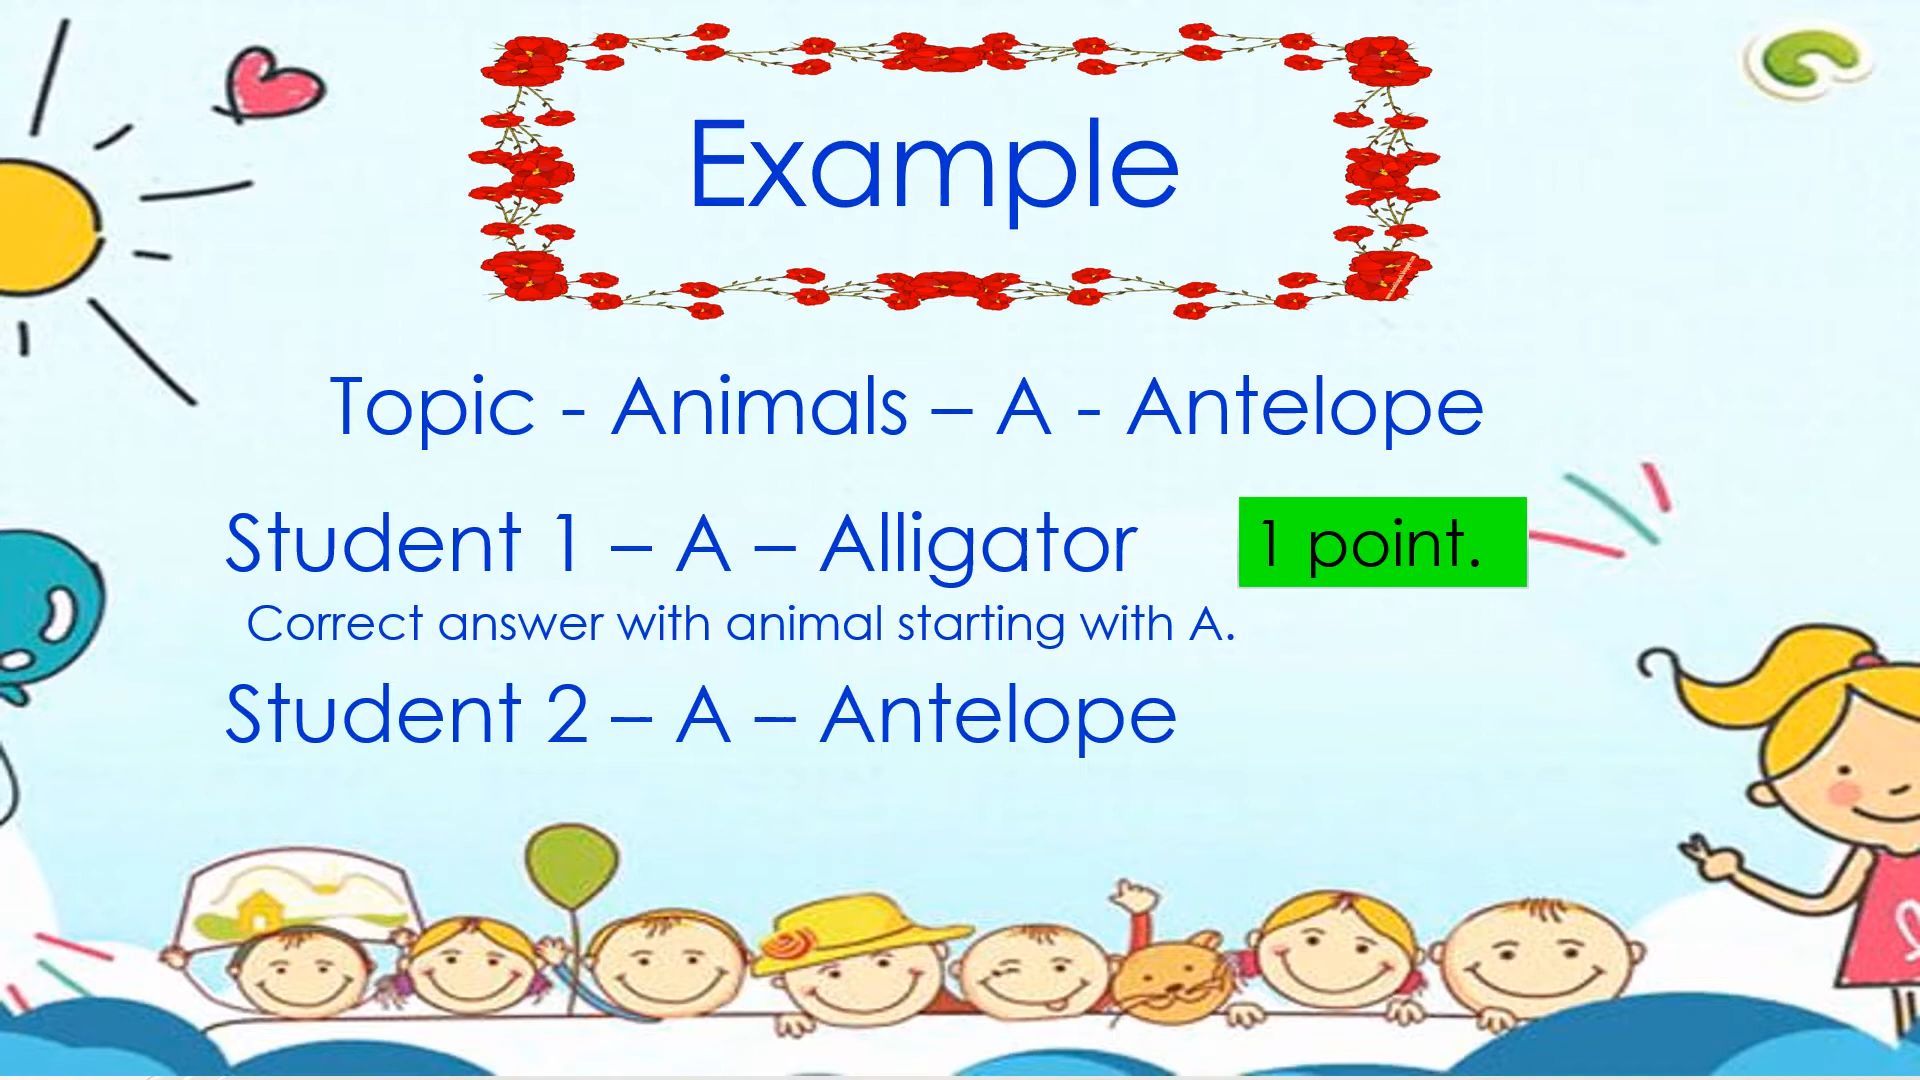 Example
Topic - Animals – A - Antelope
Student 1 – A – Alligator
1 point.
Correct answer with animal starting with A.
Student 2 – A – Antelope